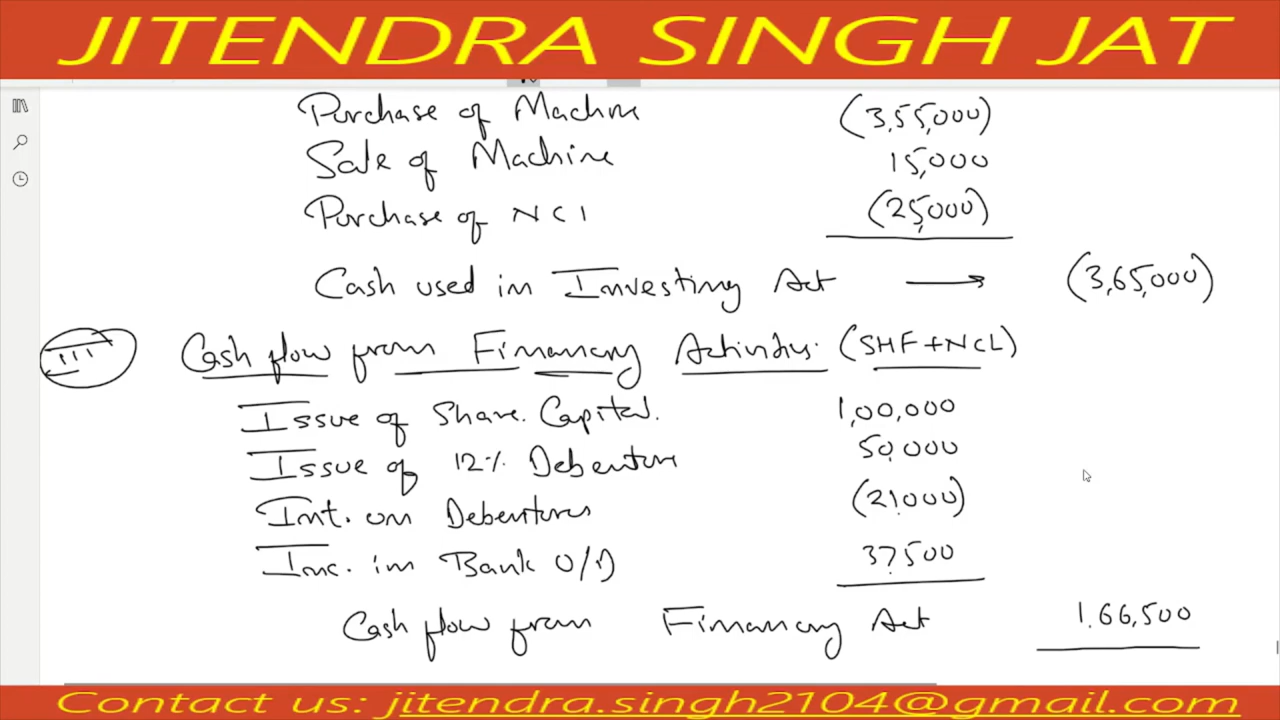 JITENDRA SINGH JAT
Purchase of Machine (3,55,000)
Sale of Machine 15,000
Purchase of NCI (25,000)
Cash used in Investing Act → (3,65,000)
III Cash flow from Financing Activities. (SHF+NCL)
Issue of Share. Capital. 1,00,000
Issue of 12% Debenture 50,000
Int. on Debentures (21,000)
Inc. in Bank O/D 37,500
Cash flow from Financing Act 1,66,500
Contact us: jitendra.singh2104@gmail.com